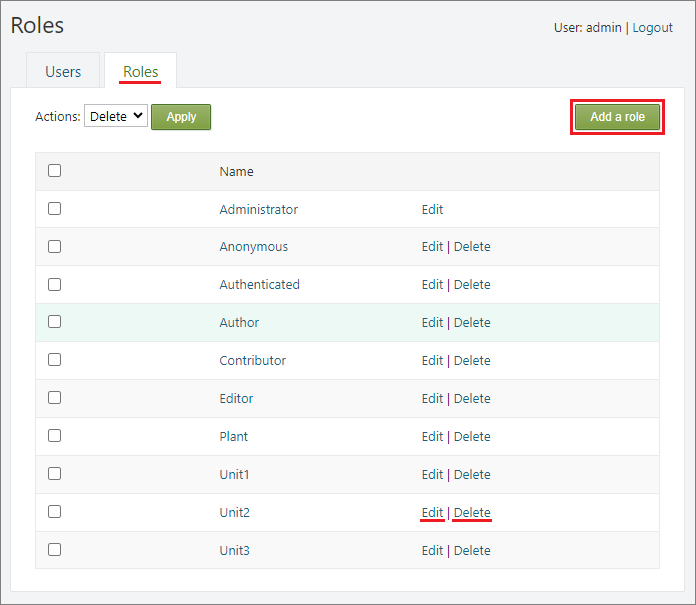 Roles
User: admin | Logout
Users
Roles
Actions: Delete Apply
Add a role
Name
Administrator Edit
Anonymous Edit | Delete
Authenticated Edit | Delete
Author Edit | Delete
Contributor Edit | Delete
Editor Edit | Delete
Plant Edit | Delete
Unit1 Edit | Delete
Unit2 Edit | Delete
Unit3 Edit | Delete